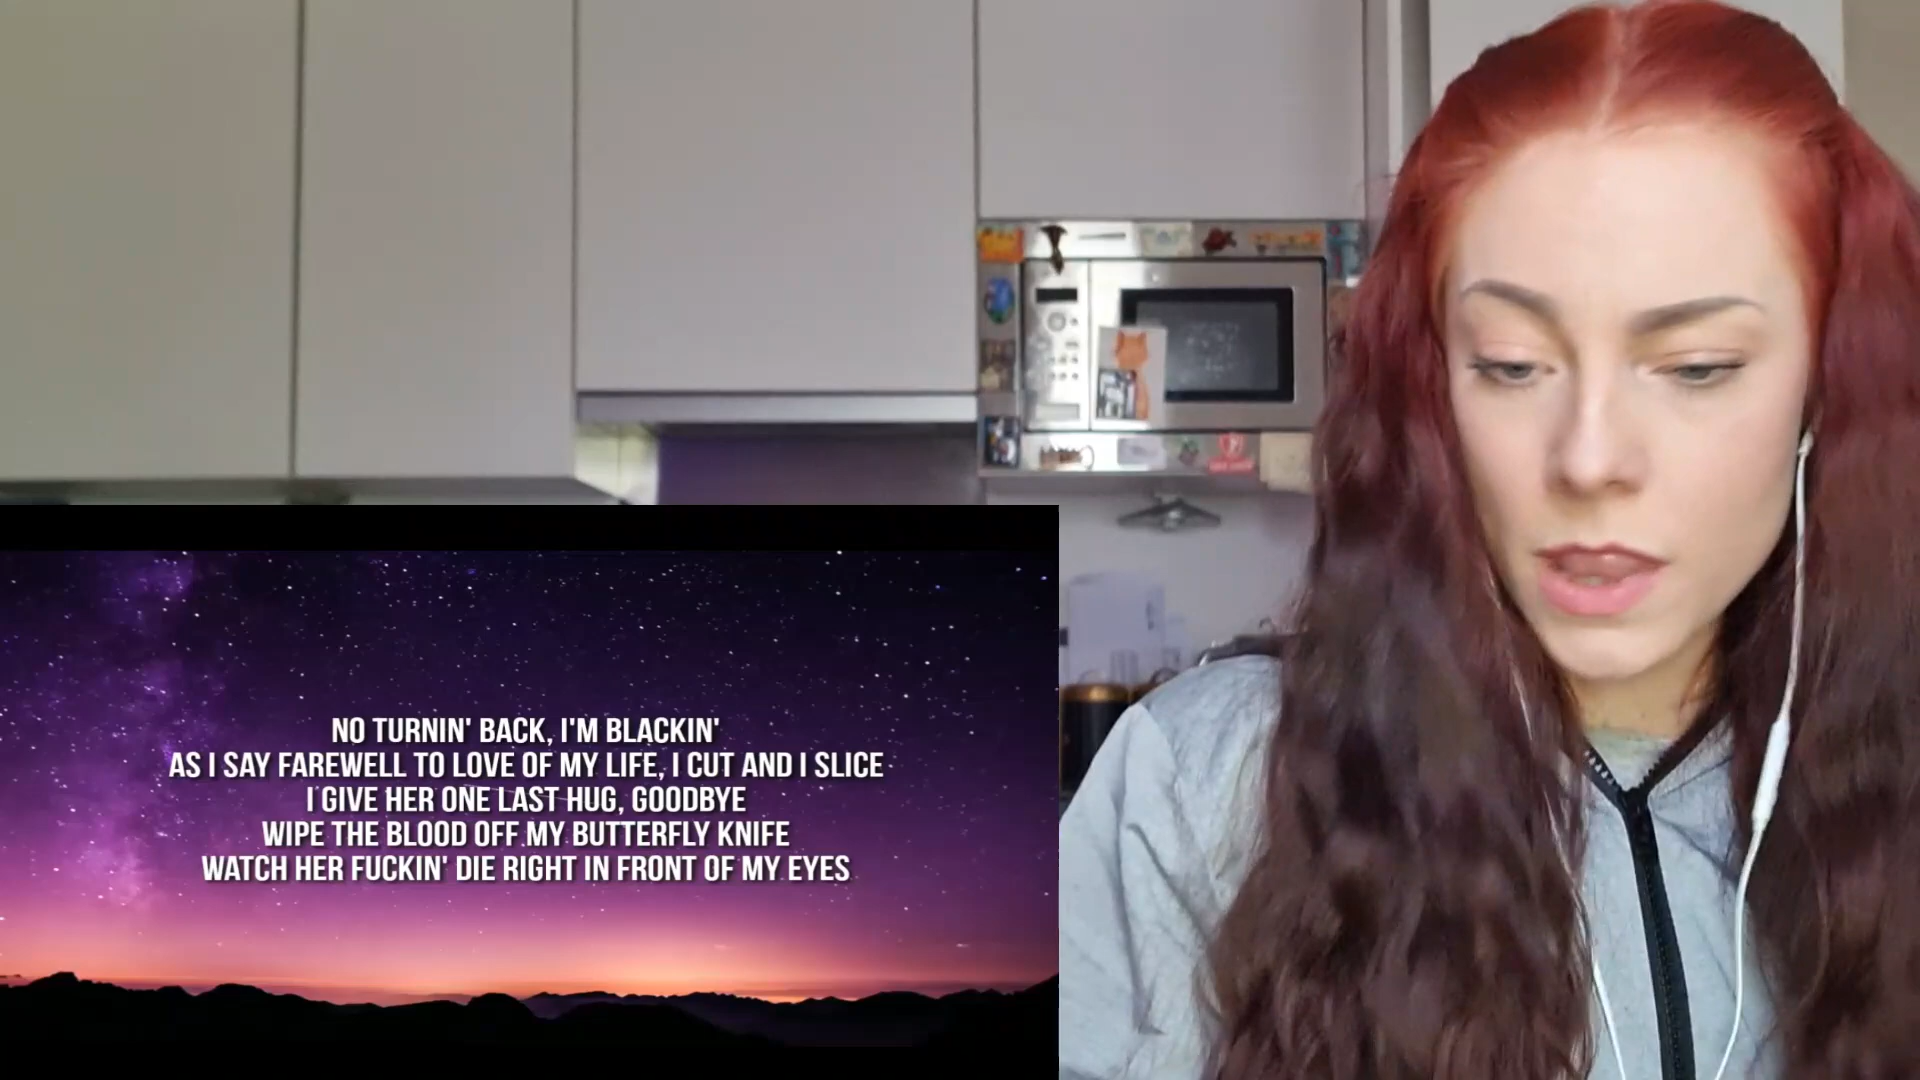 NO TURNIN' BACK, I'M BLACKIN'
AS I SAY FAREWELL TO LOVE OF MY LIFE, I CUT AND I SLICE
I GIVE HER ONE LAST HUG, GOODBYE
WIPE THE BLOOD OFF MY BUTTERFLY KNIFE
WATCH HER FUCKIN' DIE RIGHT IN FRONT OF MY EYES